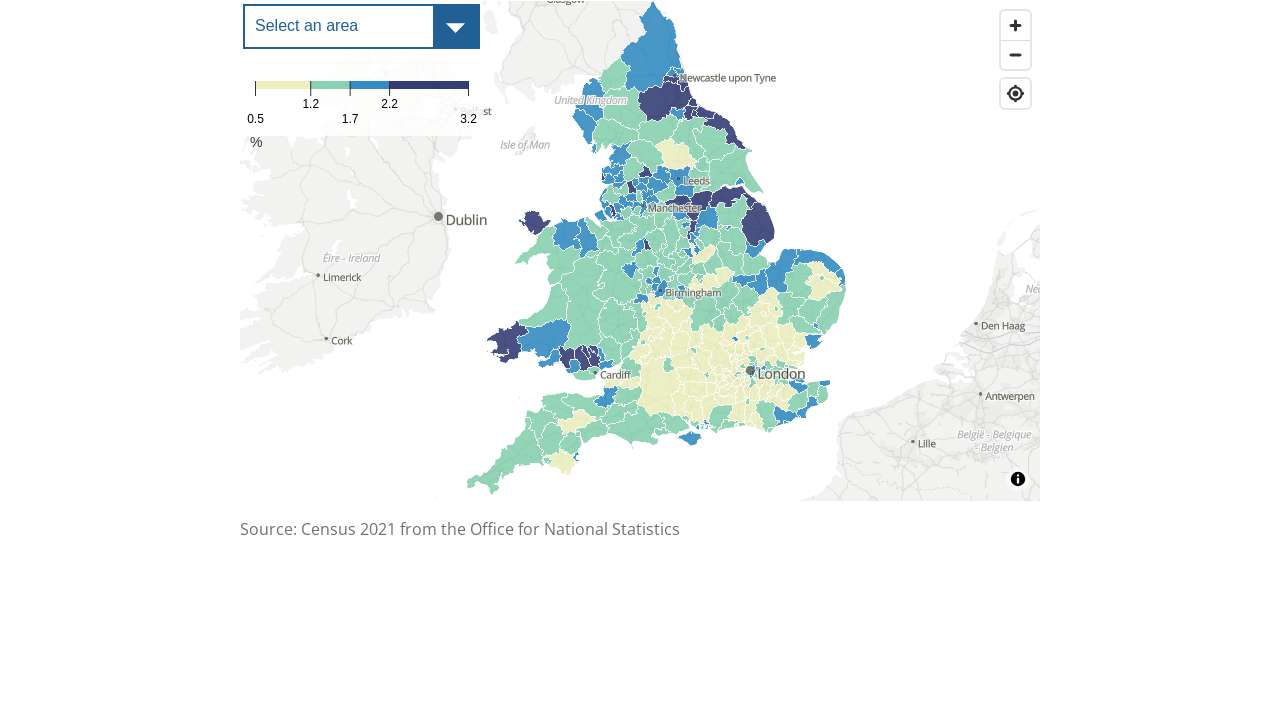 Glasgow
Select an area
Newcastle upon Tyne
United Kingdom
1.2
2.2
0.5
1.7
3.2
Belfast
%
Isle of Man
Leeds
Manchester
Dublin
Éire - Ireland
Limerick
Birmingham
Den Haag
Cork
Cardiff
London
Antwerpen
België - Belgique
- Belgien
Lille
Source: Census 2021 from the Office for National Statistics